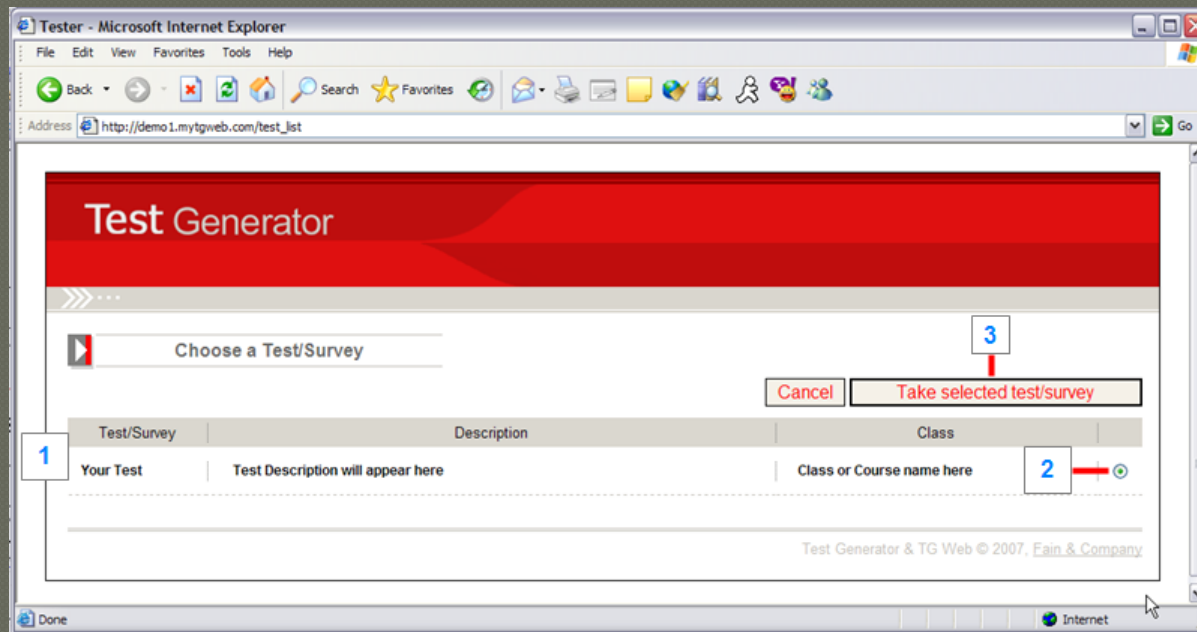 Tester - Microsoft Internet Explorer
File Edit View Favorites Tools Help
Back Search Favorites
Address http://demo1.mytgweb.com/test_list Go
Test Generator
Choose a Test/Survey
3
Cancel Take selected test/survey
Test/Survey Description Class
1
Your Test Test Description will appear here Class or Course name here 2
Test Generator & TG Web © 2007, Fain & Company
Done Internet